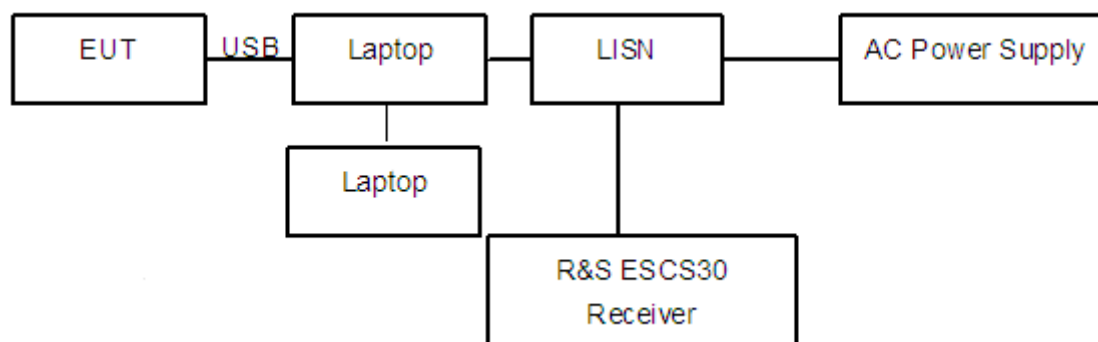 EUT
USB
Laptop
LISN
AC Power Supply
Laptop
R&S ESCS30
Receiver